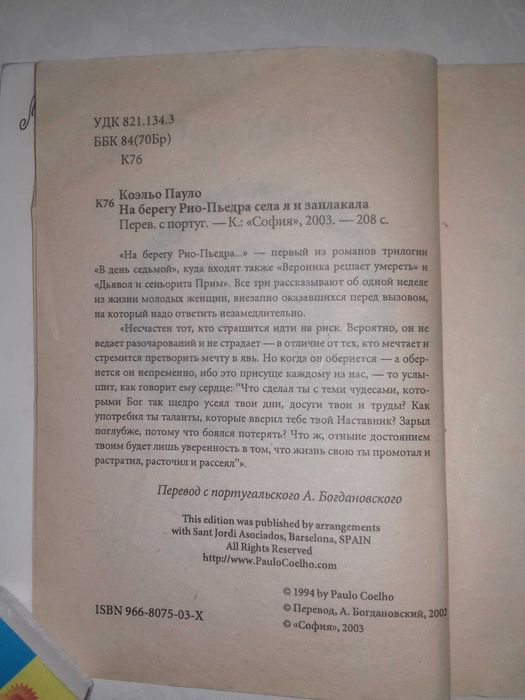 УДК 821.134.3
ББК 84(70Бр)
К76
К76 Коэльо Пауло
На берегу Рио-Пьедра села я и заплакала
Перев. с португ. — К.: «София», 2003. — 208 с.
«На берегу Рио-Пьедра...» — первый из романов трилогии
«В день седьмой», куда входят также «Вероника решает умереть» и
«Дьявол и сеньорита Прим». Все три рассказывают об одной неделе
из жизни молодых женщин, внезапно оказавшихся перед вызовом,
на который надо ответить незамедлительно.
«Несчастен тот, кто страшится идти на риск. Вероятно, он не
ведает разочарований и не страдает — в отличие от тех, кто мечтает и
стремится претворить мечту в явь. Но когда он обернется — а обер-
нется он непременно, ибо это присуще каждому из нас, — то услы-
шит, как говорит ему сердце: "Что сделал ты с теми чудесами, кото-
рыми Бог так щедро усеял твои дни, досуги твои и труды? Как
употребил ты таланты, которые вверил тебе твой Наставник? Зарыл
поглубже, потому что боялся потерять? Что ж, отныне достоянием
твоим будет лишь уверенность в том, что жизнь свою ты промотал и
растратил, расточил и рассеял"».
Перевод с португальского А. Богдановского
This edition was published by arrangements
with Sant Jordi Asociados, Barselona, SPAIN
All Rights Reserved
http://www.PauloCoelho.com
© 1994 by Paulo Coelho
ISBN 966-8075-03-X
© Перевод, А. Богдановский, 2002
© «София», 2003